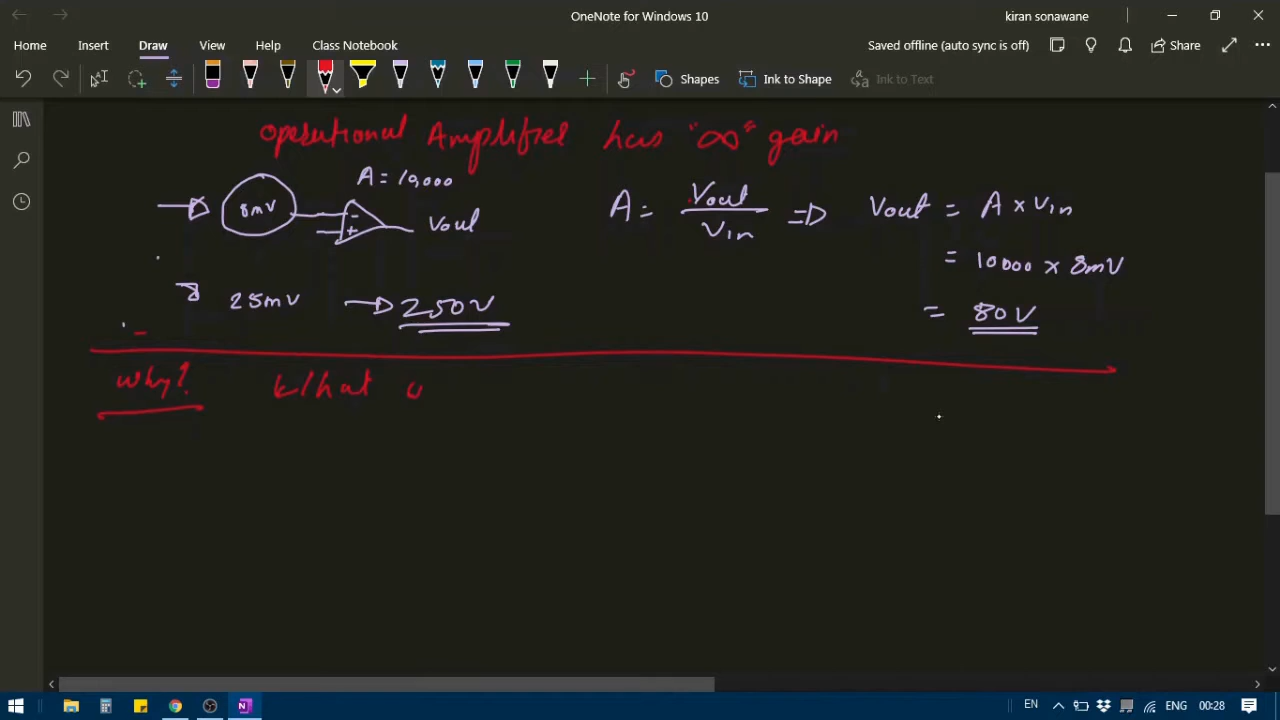 OneNote for Windows 10
kiran sonawane
Home Insert Draw View Help Class Notebook
Saved offline (auto sync is off)
Share
Shapes
Ink to Shape
Ink to Text
operational Amplifier has "∞" gain
A = 10,000
8mV
- + Vout
A = Vout / Vin ⇒ Vout = A × Vin
= 10000 × 8mV
25mV → 250V
= 80V
Why? What
EN
ENG 00:28